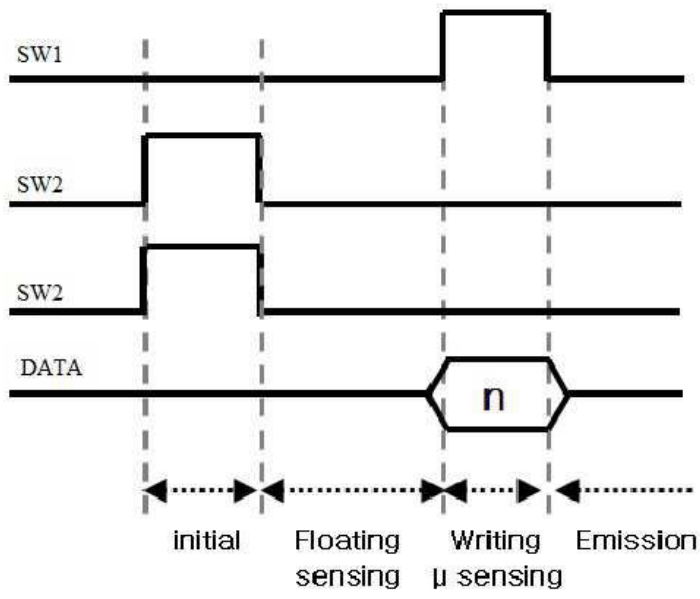 SW1
SW2
SW2
DATA
n
initial Floating Writing Emission
sensing μ sensing